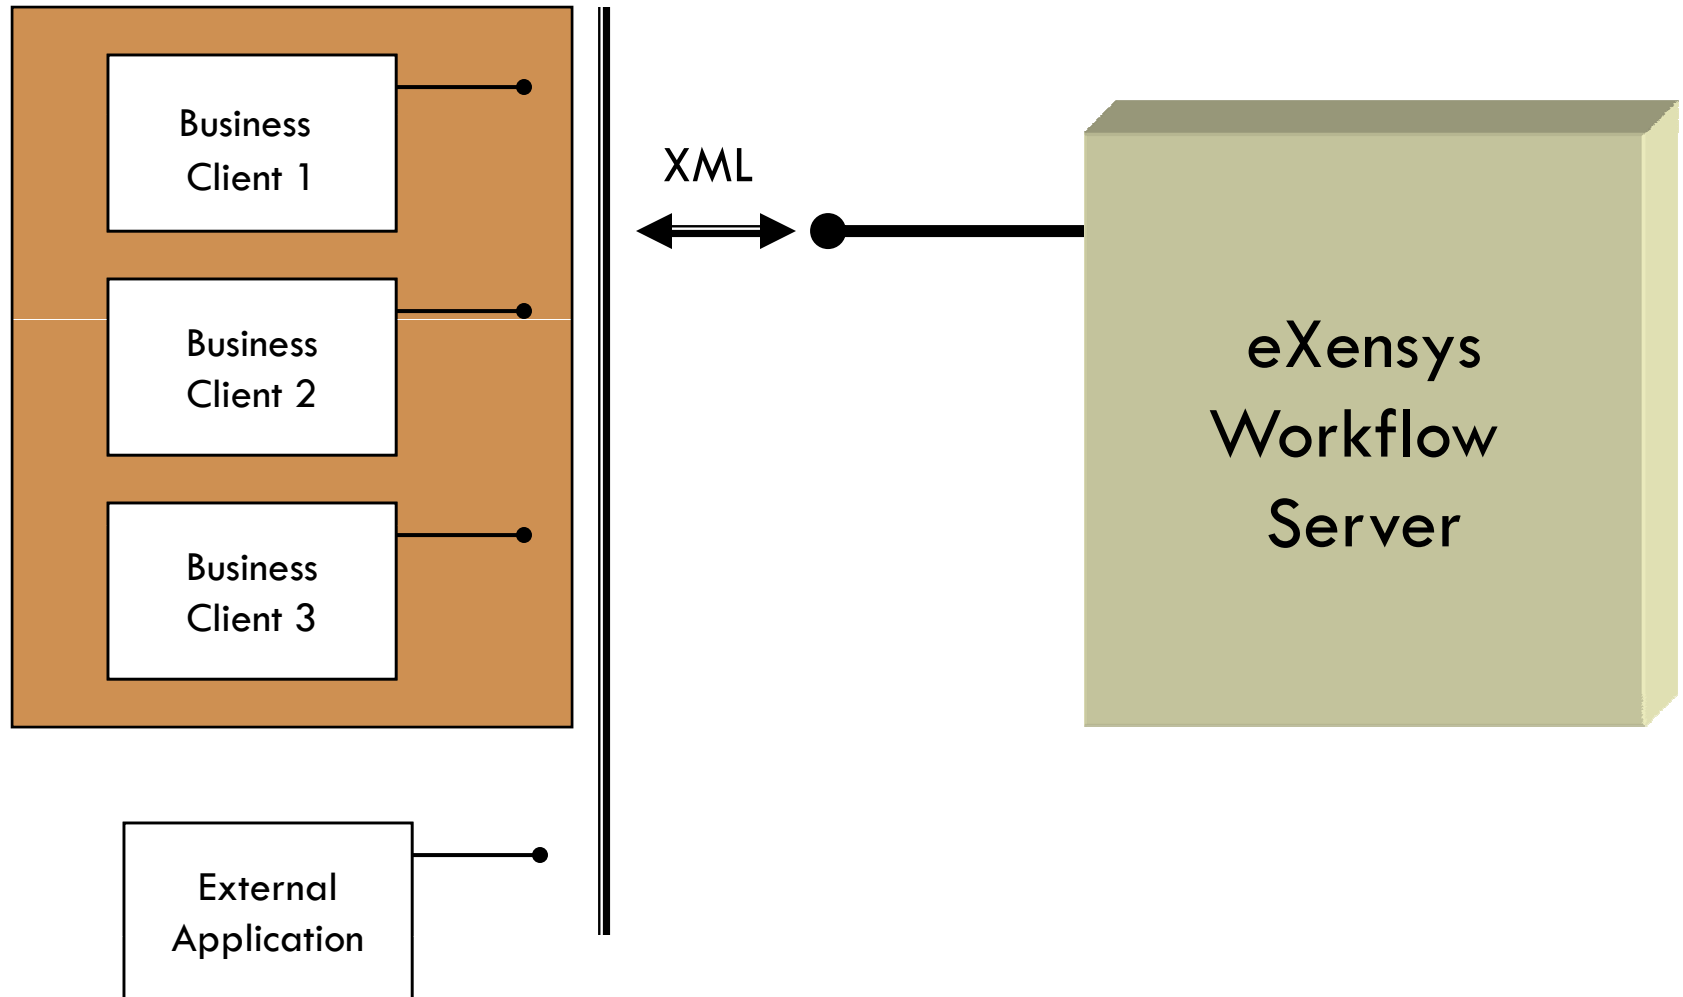 Business
Client 1
Business
Client 2
Business
Client 3
External
Application
XML
eXensys
Workflow
Server